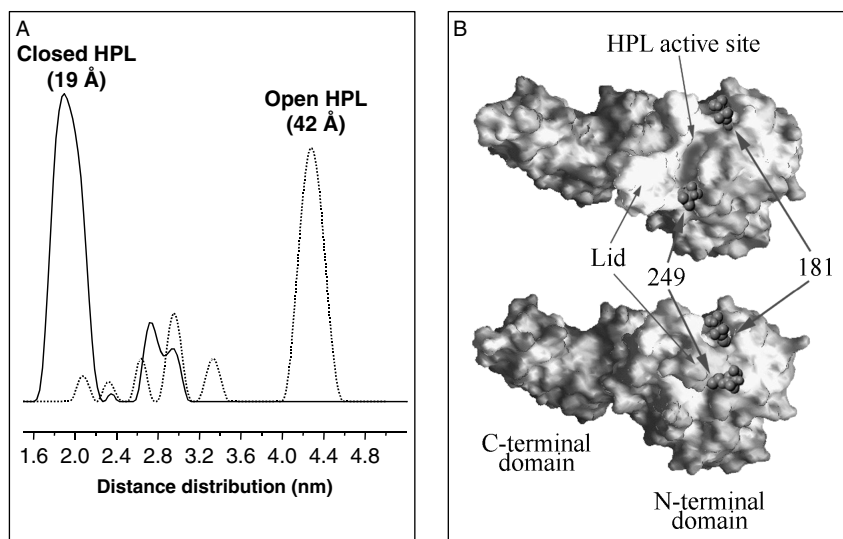 A
Closed HPL
(19 Å)
Open HPL
(42 Å)
1.6 2.0 2.4 2.8 3.2 3.6 4.0 4.4 4.8
Distance distribution (nm)
B
HPL active site
Lid
249
181
C-terminal
domain
N-terminal
domain